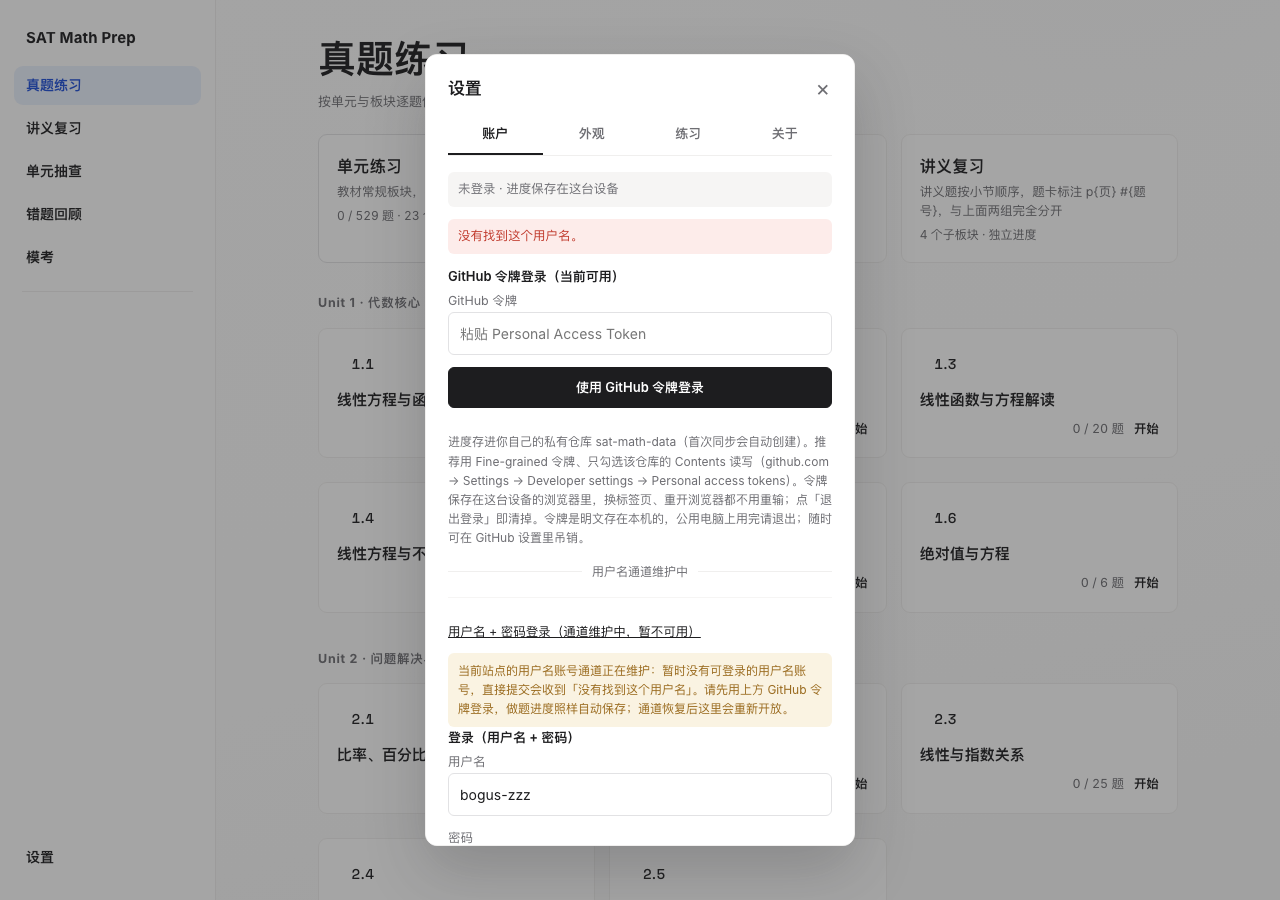 SAT Math Prep
真题练习
讲义复习
单元抽查
错题回顾
模考
设置
真题练习
按单元与板块逐题
单元练习
教材常规板块，
0 / 529 题 · 23
讲义复习
讲义题按小节顺序，题卡标注 p{页} #{题
号}，与上面两组完全分开
4 个子板块 · 独立进度
Unit 1 · 代数核心
1.1
线性方程与函
始
1.3
线性函数与方程解读
0 / 20 题 开始
1.4
线性方程与不
始
1.6
绝对值与方程
0 / 6 题 开始
Unit 2 · 问题解决
2.1
比率、百分比
始
2.3
线性与指数关系
0 / 25 题 开始
2.4
2.5
设置
×
账户
外观
练习
关于
未登录 · 进度保存在这台设备
没有找到这个用户名。
GitHub 令牌登录（当前可用）
GitHub 令牌
粘贴 Personal Access Token
使用 GitHub 令牌登录
进度存进你自己的私有仓库 sat-math-data（首次同步会自动创建）。推
荐用 Fine-grained 令牌、只勾选该仓库的 Contents 读写（github.com
→ Settings → Developer settings → Personal access tokens）。令牌
保存在这台设备的浏览器里，换标签页、重开浏览器都不用重输；点「退
出登录」即清掉。令牌是明文存在本机的，公用电脑上用完请退出；随时
可在 GitHub 设置里吊销。
用户名通道维护中
用户名 + 密码登录（通道维护中，暂不可用）
当前站点的用户名账号通道正在维护：暂时没有可登录的用户名账
号，直接提交会收到「没有找到这个用户名」。请先用上方 GitHub 令
牌登录，做题进度照样自动保存；通道恢复后这里会重新开放。
登录（用户名 + 密码）
用户名
bogus-zzz
密码